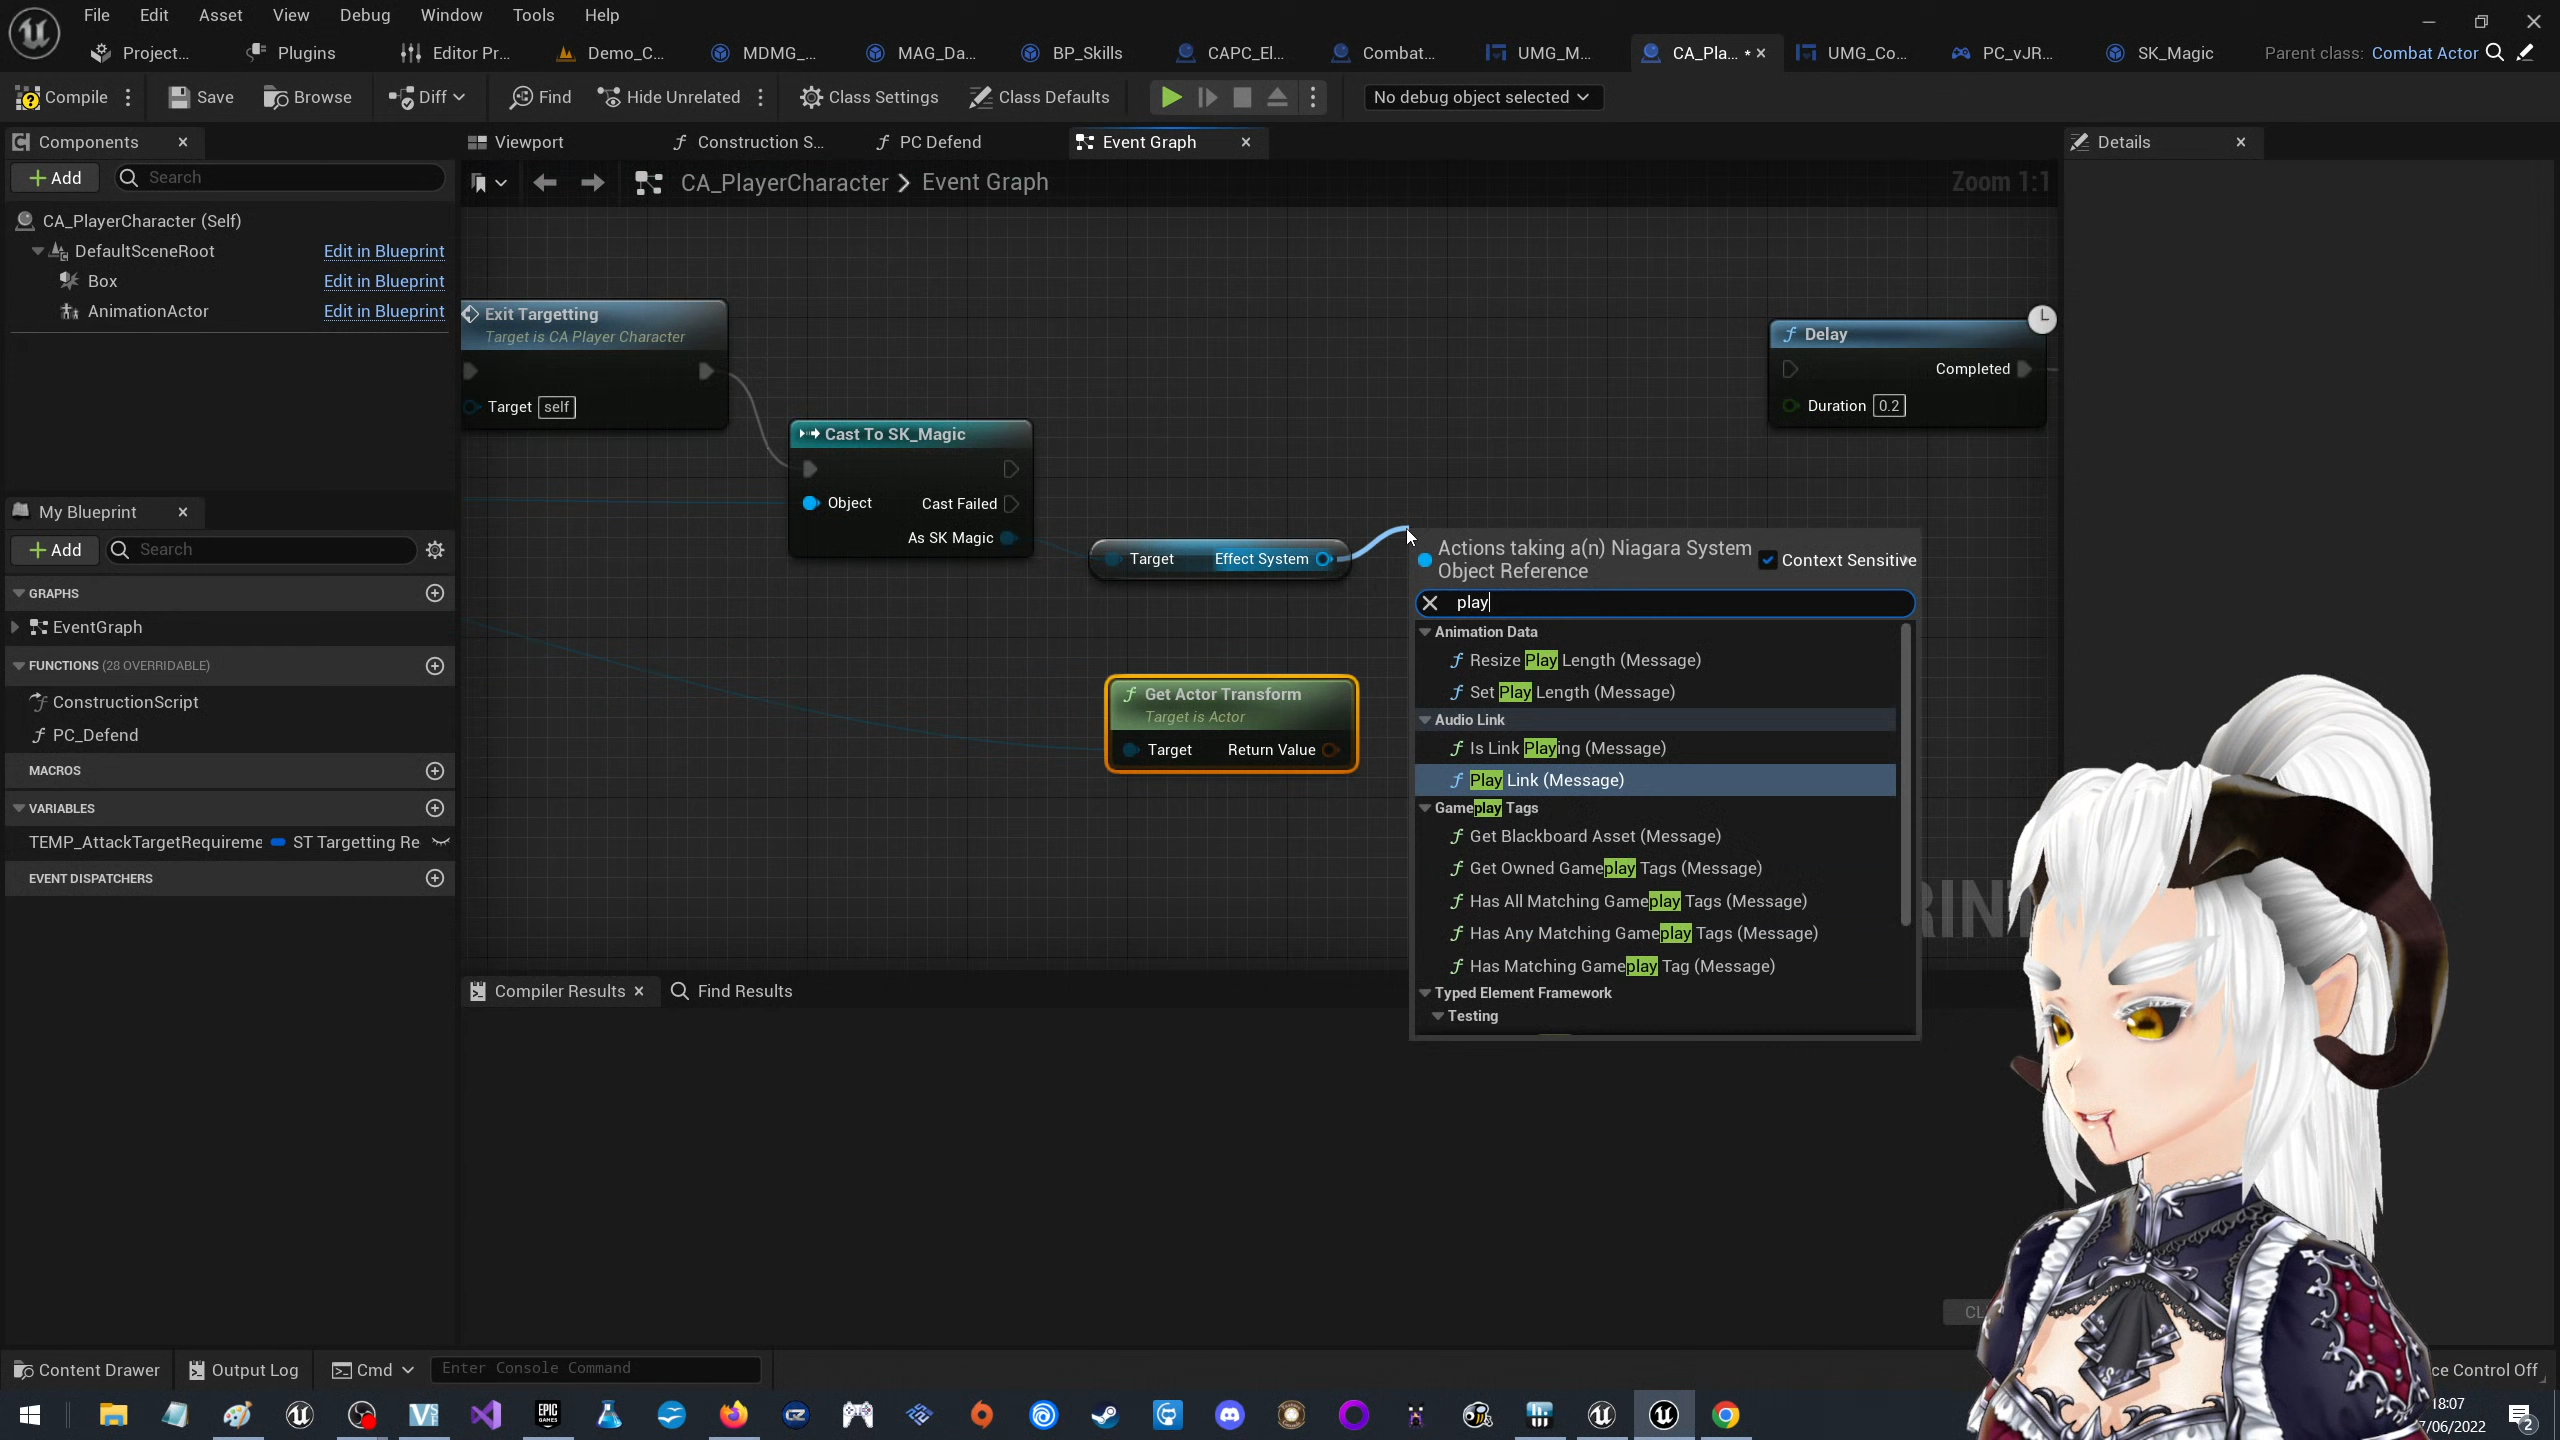 File Edit Asset View Debug Window Tools Help
Project... Plugins Editor Pr... Demo_C... MDMG_... MAG_Da... BP_Skills CAPC_El... Combat... UMG_M... CA_Pla... * UMG_Co... PC_vJR... SK_Magic Parent class: Combat Actor
Compile Save Browse Diff Find Hide Unrelated Class Settings Class Defaults No debug object selected
Components Viewport Construction S... PC Defend Event Graph Details
Add Search
CA_PlayerCharacter > Event Graph Zoom 1:1
CA_PlayerCharacter (Self)
DefaultSceneRoot Edit in Blueprint
Box Edit in Blueprint
AnimationActor Edit in Blueprint
Exit Targetting
Target is CA Player Character
Target self
Delay
Completed
Duration 0.2
Cast To SK_Magic
Object Cast Failed
As SK Magic
Target Effect System
Actions taking a(n) Niagara System
Object Reference
Context Sensitive
play
Animation Data
Resize Play Length (Message)
Set Play Length (Message)
Audio Link
Is Link Playing (Message)
Play Link (Message)
Gameplay Tags
Get Blackboard Asset (Message)
Get Owned Gameplay Tags (Message)
Has All Matching Gameplay Tags (Message)
Has Any Matching Gameplay Tags (Message)
Has Matching Gameplay Tag (Message)
Typed Element Framework
Testing
Get Actor Transform
Target is Actor
Target Return Value
My Blueprint
Add Search
GRAPHS
EventGraph
FUNCTIONS (28 OVERRIDABLE)
ConstructionScript
PC_Defend
MACROS
VARIABLES
TEMP_AttackTargetRequireme ST Targetting Re
EVENT DISPATCHERS
Compiler Results Find Results
Content Drawer Output Log Cmd Enter Console Command
ce Control Off
18:07
7/06/2022
2